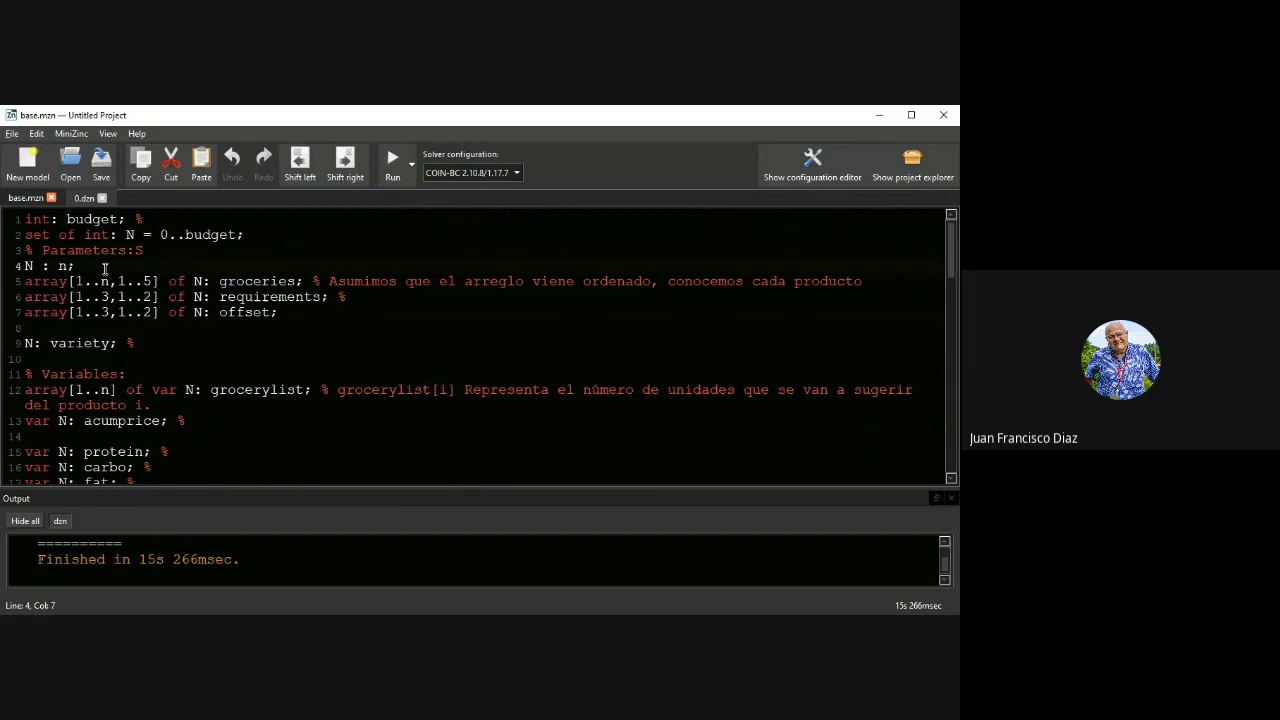 base.mzn — Untitled Project
File Edit MiniZinc View Help
Solver configuration:
New model Open Save Copy Cut Paste Undo Redo Shift left Shift right Run COIN-BC 2.10.8/1.17.7 Show configuration editor Show project explorer
base.mzn 0.dzn
1 int: budget; %
2 set of int: N = 0..budget;
3 % Parameters:S
4 N : n;
5 array[1..n,1..5] of N: groceries; % Asumimos que el arreglo viene ordenado, conocemos cada producto
6 array[1..3,1..2] of N: requirements; %
7 array[1..3,1..2] of N: offset;
8
9 N: variety; %
10
11 % Variables:
12 array[1..n] of var N: grocerylist; % grocerylist[i] Representa el número de unidades que se van a sugerir
del producto i.
13 var N: acumprice; %
14
15 var N: protein; %
16 var N: carbo; %
17 var N: fat; %
Output
Hide all dzn
==========
Finished in 15s 266msec.
Line: 4, Col: 7
15s 266msec
Juan Francisco Diaz